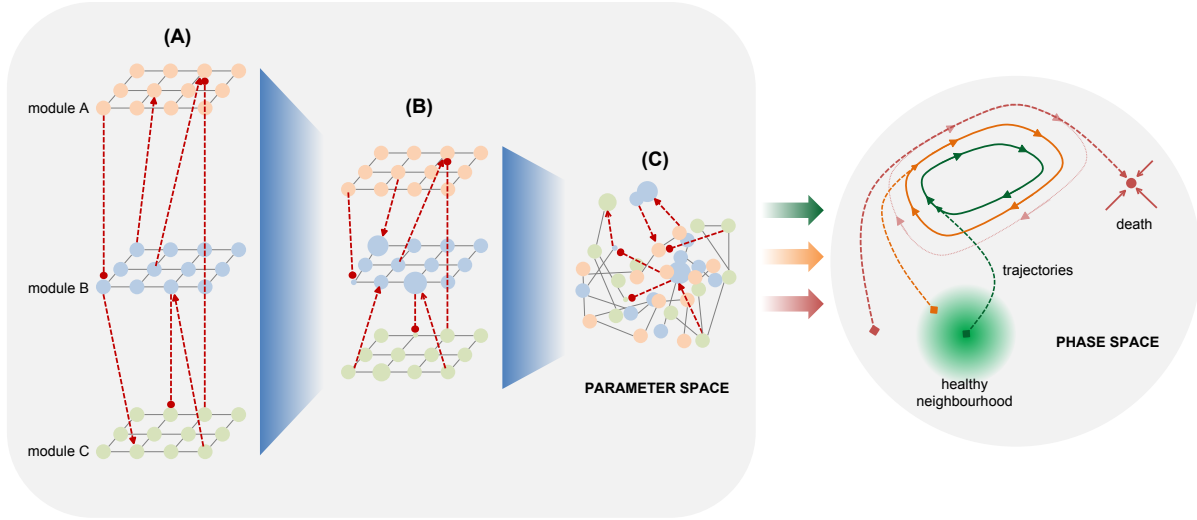 (A)
module A
module B
module C
(B)
(C)
PARAMETER SPACE
death
trajectories
PHASE SPACE
healthy
neighbourhood